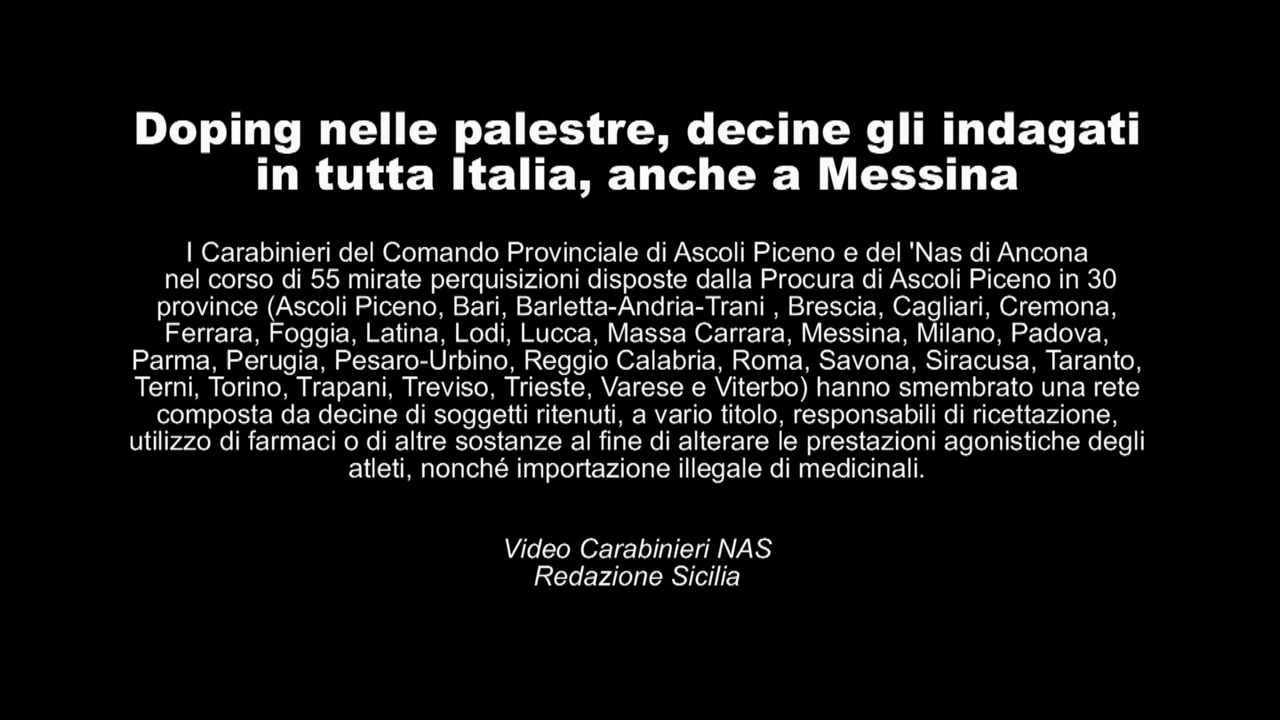 Doping nelle palestre, decine gli indagati
in tutta Italia, anche a Messina
I Carabinieri del Comando Provinciale di Ascoli Piceno e del 'Nas di Ancona
nel corso di 55 mirate perquisizioni disposte dalla Procura di Ascoli Piceno in 30
province (Ascoli Piceno, Bari, Barletta-Andria-Trani , Brescia, Cagliari, Cremona,
Ferrara, Foggia, Latina, Lodi, Lucca, Massa Carrara, Messina, Milano, Padova,
Parma, Perugia, Pesaro-Urbino, Reggio Calabria, Roma, Savona, Siracusa, Taranto,
Terni, Torino, Trapani, Treviso, Trieste, Varese e Viterbo) hanno smembrato una rete
composta da decine di soggetti ritenuti, a vario titolo, responsabili di ricettazione,
utilizzo di farmaci o di altre sostanze al fine di alterare le prestazioni agonistiche degli
atleti, nonché importazione illegale di medicinali.
Video Carabinieri NAS
Redazione Sicilia